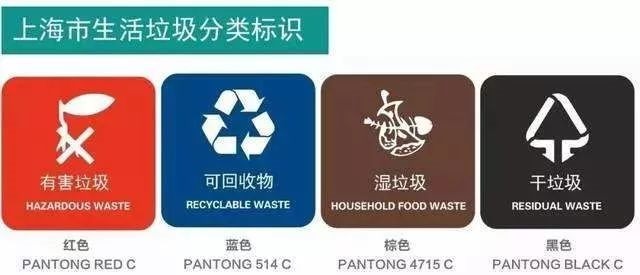 上海市生活垃圾分类标识
有害垃圾
HAZARDOUS WASTE
可回收物
RECYCLABLE WASTE
湿垃圾
HOUSEHOLD FOOD WASTE
干垃圾
RESIDUAL WASTE
红色
PANTONG RED C
蓝色
PANTONG 514 C
棕色
PANTONG 4715 C
黑色
PANTONG BLACK C